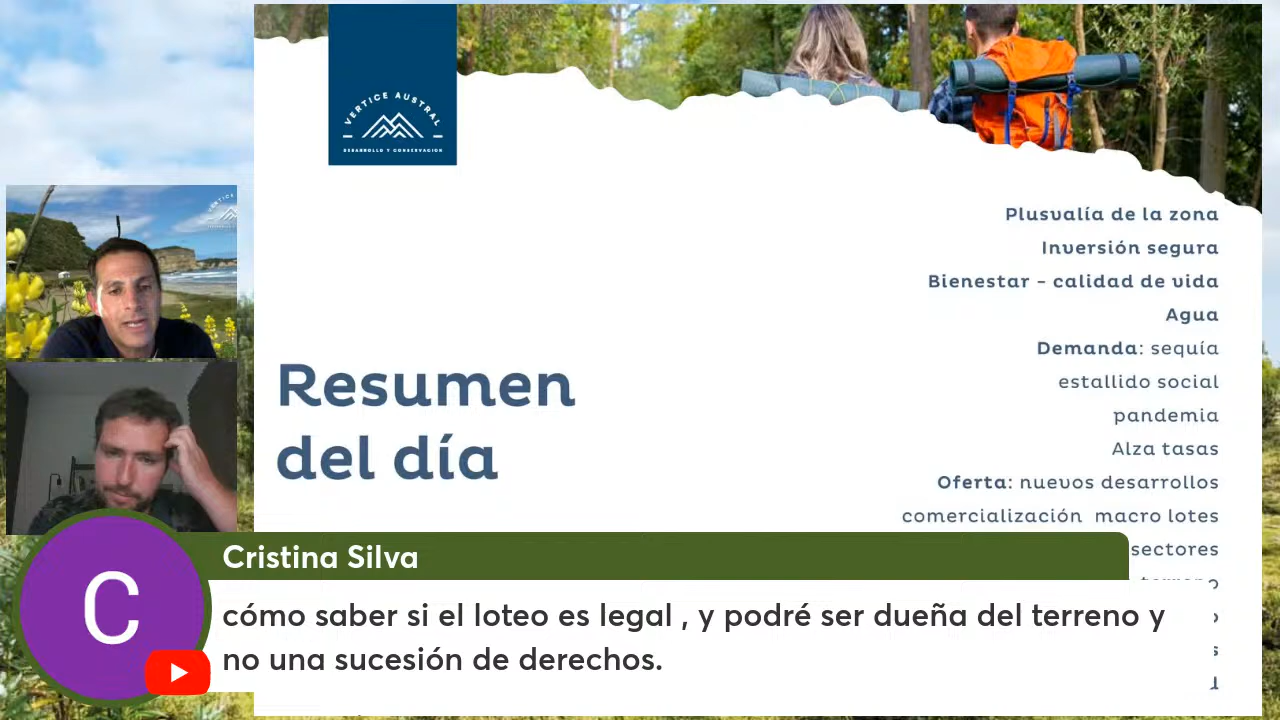 VERTICE AUSTRAL
DESARROLLO Y CONSERVACION
Plusvalía de la zona
Inversión segura
Bienestar - calidad de vida
Agua
Demanda: sequía
estallido social
pandemia
Alza tasas
Oferta: nuevos desarrollos
comercialización macro lotes
sectores
Resumen
del día
C
Cristina Silva
cómo saber si el loteo es legal , y podré ser dueña del terreno y
no una sucesión de derechos.